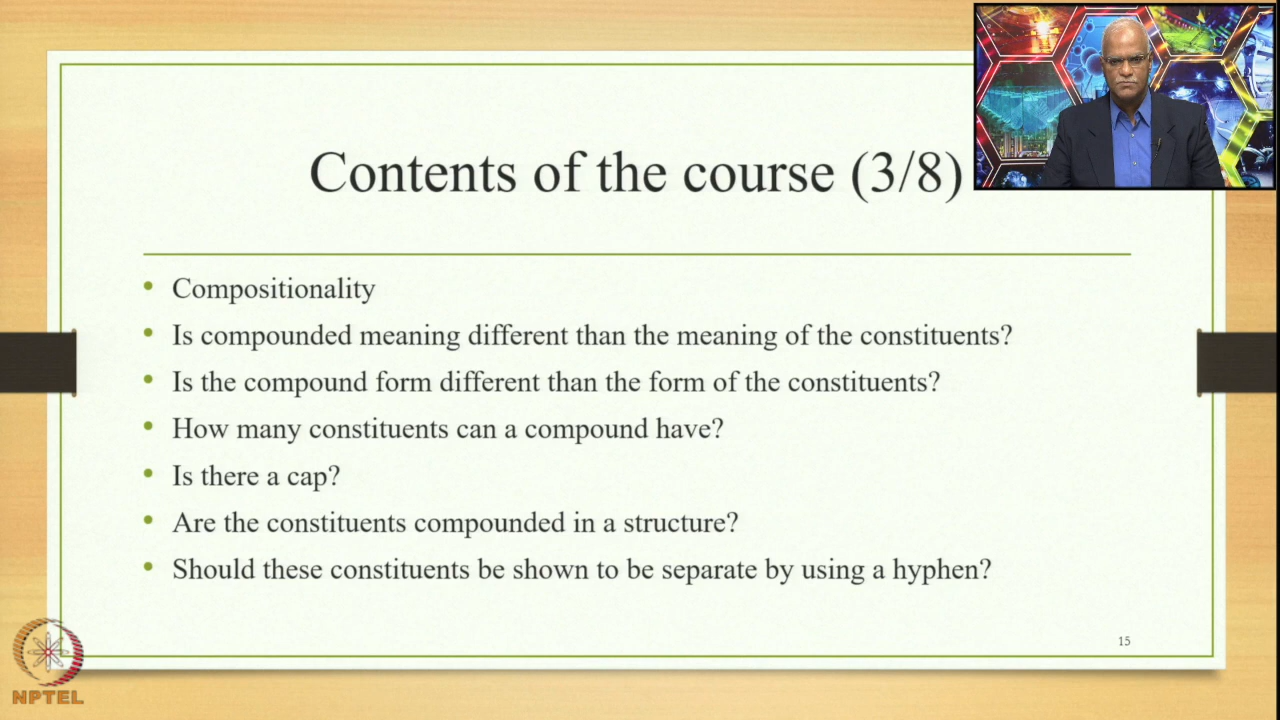 Contents of the course (3/8)
Compositionality
Is compounded meaning different than the meaning of the constituents?
Is the compound form different than the form of the constituents?
How many constituents can a compound have?
Is there a cap?
Are the constituents compounded in a structure?
Should these constituents be shown to be separate by using a hyphen?
15
NPTEL